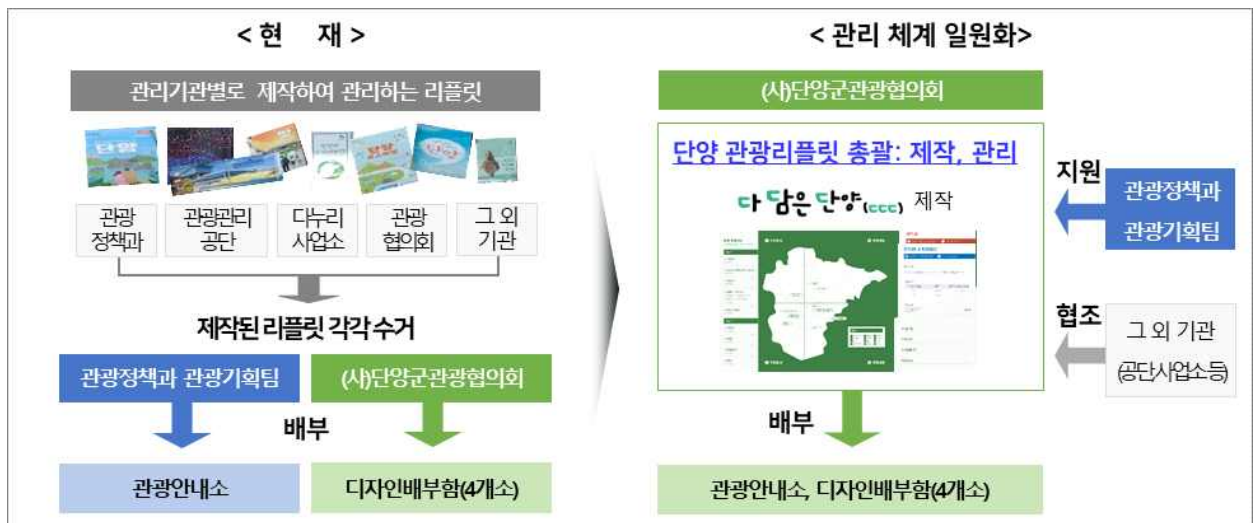 < 현 재 >
관리기관별로 제작하여 관리하는 리플릿
단양
관광
정책과
관광관리
공단
다누리
사업소
관광
협의회
그 외
기관
제작된 리플릿 각각 수거
관광정책과 관광기획팀
(사)단양군관광협의회
배부
관광안내소
디자인배부함(4개소)
< 관리 체계 일원화>
(사)단양군관광협의회
단양 관광리플릿 총괄: 제작, 관리
다 담은 단양(CCC) 제작
지원
관광정책과
관광기획팀
협조
그 외 기관
(공단사업소등)
배부
관광안내소, 디자인배부함(4개소)